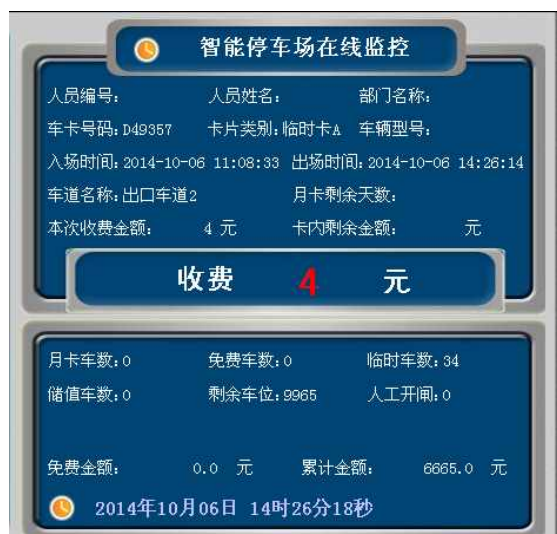 智能停车场在线监控
人员编号: 人员姓名: 部门名称:
车卡号码: D49357 卡片类别: 临时卡A 车辆型号:
入场时间: 2014-10-06 11:08:33 出场时间: 2014-10-06 14:26:14
车道名称: 出口车道2 月卡剩余天数:
本次收费金额: 4 元 卡内剩余金额: 元
收费 4 元
月卡车数: 0 免费车数: 0 临时车数: 34
储值车数: 0 剩余车位: 9965 人工开闸: 0
免费金额: 0.0 元 累计金额: 6665.0 元
2014年10月06日 14时26分18秒